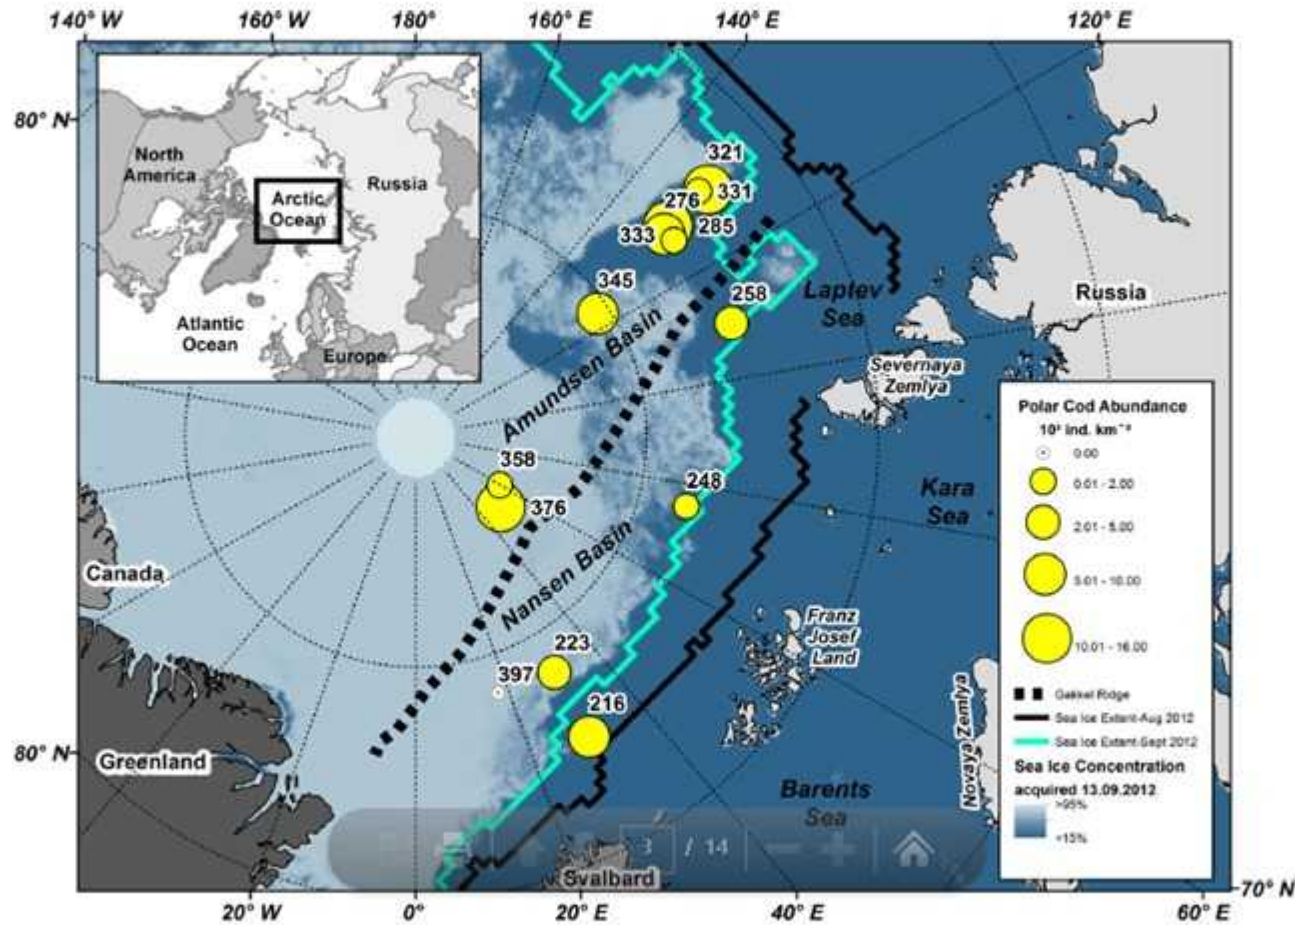 140° W
160° W
180°
160° E
140° E
120° E
80° N
North
America
Russia
Arctic
Ocean
Atlantic
Ocean
Europe
321
331
276
285
333
345
258
Laptev
Sea
Russia
Severnaya
Zemlya
Amundsen Basin
358
376
248
Kara
Sea
Nansen Basin
Canada
Franz
Josef
Land
223
397
216
Novaya Zemlya
80° N
Greenland
Barents
Sea
Svalbard
3 / 14
Polar Cod Abundance
10³ ind. km⁻²
0.00
0.01 - 2.00
2.01 - 5.00
5.01 - 10.00
10.01 - 16.00
Gakkel Ridge
Sea Ice Extent-Aug 2012
Sea Ice Extent-Sept 2012
Sea Ice Concentration
acquired 13.09.2012
>95%
<15%
70° N
20° W
0°
20° E
40° E
60° E